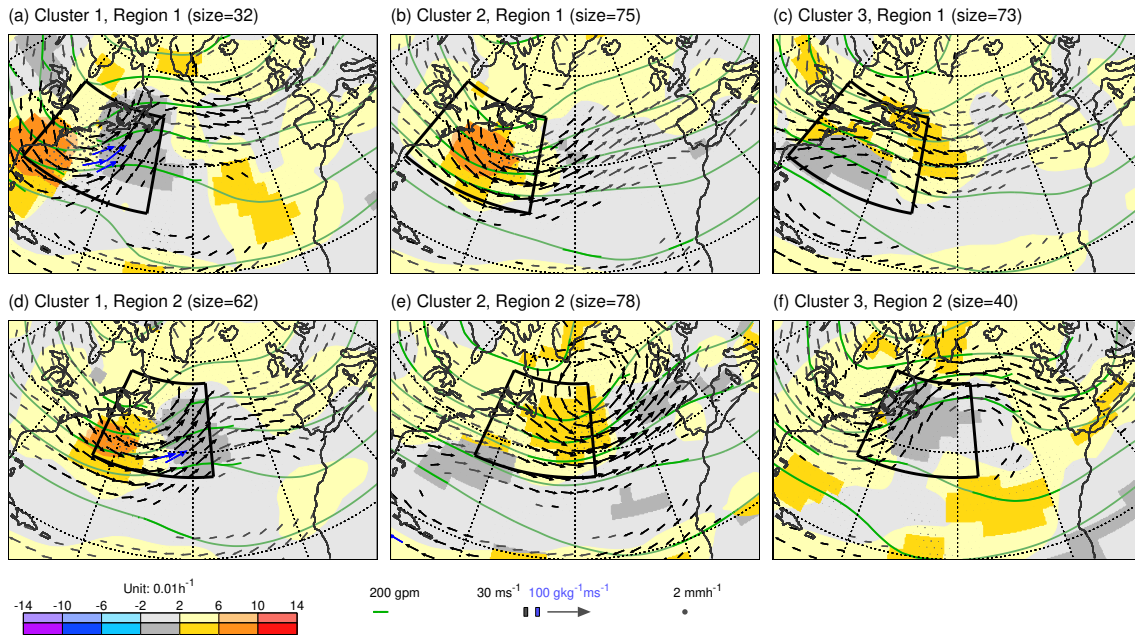 (a) Cluster 1, Region 1 (size=32)
(b) Cluster 2, Region 1 (size=75)
(c) Cluster 3, Region 1 (size=73)
(d) Cluster 1, Region 2 (size=62)
(e) Cluster 2, Region 2 (size=78)
(f) Cluster 3, Region 2 (size=40)
Unit: 0.01h⁻¹
-14 -10 -6 -2 2 6 10 14
200 gpm
30 ms⁻¹ 100 gkg⁻¹ms⁻¹
2 mmh⁻¹